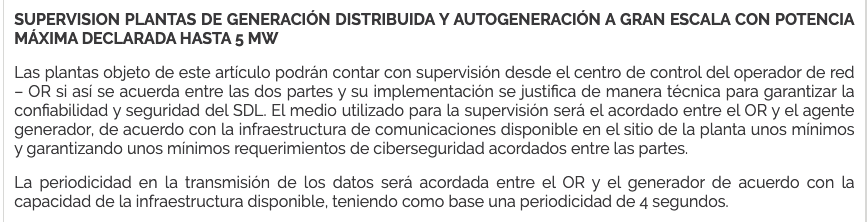 SUPERVISION PLANTAS DE GENERACIÓN DISTRIBUIDA Y AUTOGENERACIÓN A GRAN ESCALA CON POTENCIA
MÁXIMA DECLARADA HASTA 5 MW
Las plantas objeto de este artículo podrán contar con supervisión desde el centro de control del operador de red
– OR si así se acuerda entre las dos partes y su implementación se justifica de manera técnica para garantizar la
confiabilidad y seguridad del SDL. El medio utilizado para la supervisión será el acordado entre el OR y el agente
generador, de acuerdo con la infraestructura de comunicaciones disponible en el sitio de la planta unos mínimos
y garantizando unos mínimos requerimientos de ciberseguridad acordados entre las partes.
La periodicidad en la transmisión de los datos será acordada entre el OR y el generador de acuerdo con la
capacidad de la infraestructura disponible, teniendo como base una periodicidad de 4 segundos.